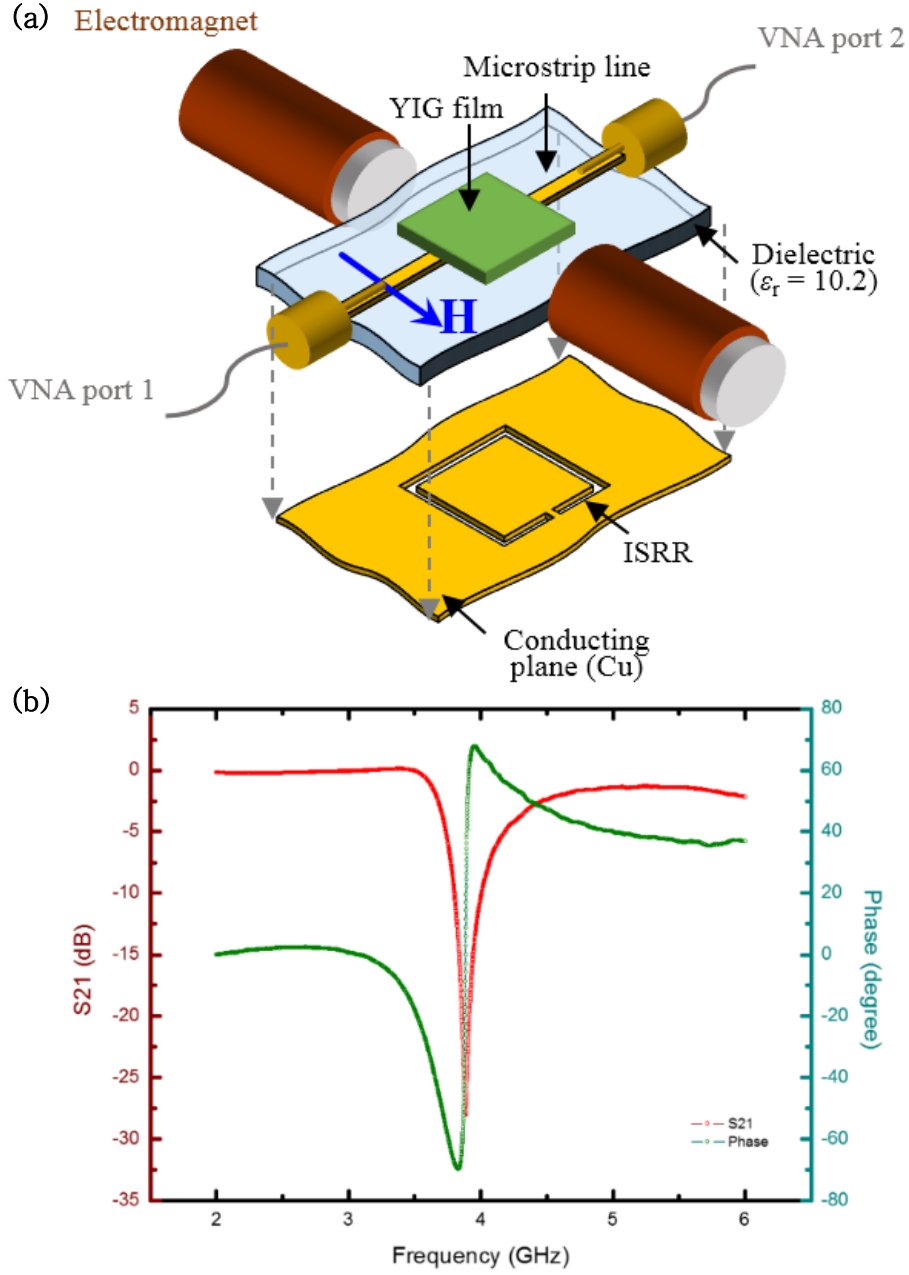 (a) Electromagnet
VNA port 2
Microstrip line
YIG film
Dielectric
(εr = 10.2)
H
VNA port 1
ISRR
Conducting
plane (Cu)
(b)
5
0
-5
-10
-15
-20
-25
-30
-35
S21 (dB)
80
60
40
20
0
-20
-40
-60
-80
Phase (degree)
S21
Phase
2 3 4 5 6
Frequency (GHz)